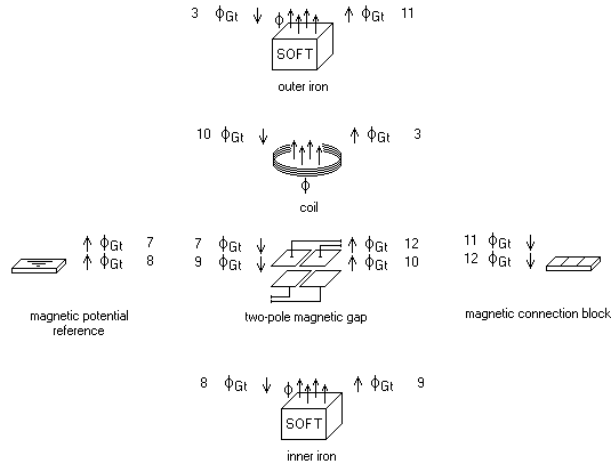 3 ϕGt ↓ ϕ ↑ ϕGt 11
SOFT
outer iron
10 ϕGt ↓ ↑ ϕGt 3
ϕ
coil
↑ ϕGt 7 7 ϕGt ↓ ↑ ϕGt 12 11 ϕGt ↓
↑ ϕGt 8 9 ϕGt ↓ ↑ ϕGt 10 12 ϕGt ↓
magnetic potential
reference
two-pole magnetic gap
magnetic connection block
8 ϕGt ↓ ϕ ↑ ϕGt 9
SOFT
inner iron